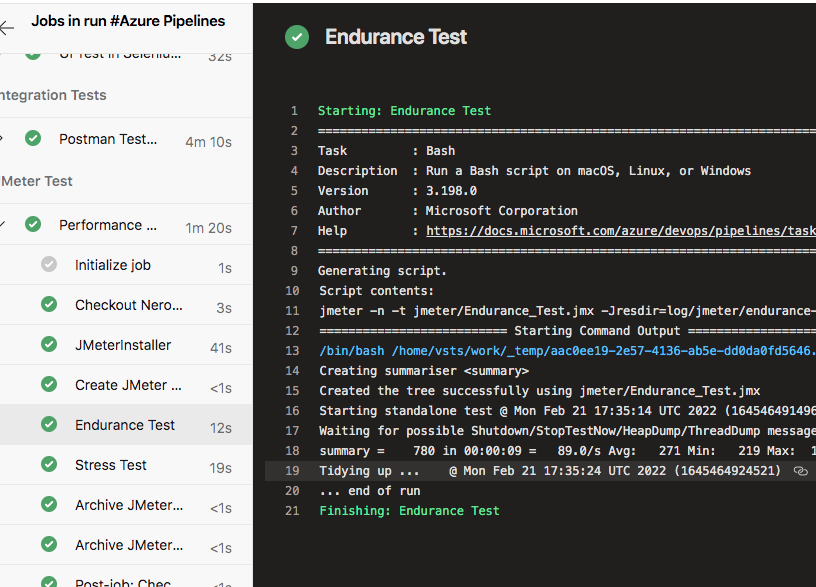 Jobs in run #Azure Pipelines
UI Test in Seleniu... 32s
ntegration Tests
Postman Test... 4m 10s
Meter Test
Performance ... 1m 20s
Initialize job 1s
Checkout Nero... 3s
JMeterInstaller 41s
Create JMeter ... <1s
Endurance Test 12s
Stress Test 19s
Archive JMeter... <1s
Archive JMeter... <1s
Post-job: Chec... <1s
Endurance Test
1 Starting: Endurance Test
2 ==============================================================================
3 Task : Bash
4 Description : Run a Bash script on macOS, Linux, or Windows
5 Version : 3.198.0
6 Author : Microsoft Corporation
7 Help : https://docs.microsoft.com/azure/devops/pipelines/task
8 ==============================================================================
9 Generating script.
10 Script contents:
11 jmeter -n -t jmeter/Endurance_Test.jmx -Jresdir=log/jmeter/endurance-
12 ========================== Starting Command Output ==================
13 /bin/bash /home/vsts/work/_temp/aac0ee19-2e57-4136-ab5e-dd0da0fd5646.
14 Creating summariser <summary>
15 Created the tree successfully using jmeter/Endurance_Test.jmx
16 Starting standalone test @ Mon Feb 21 17:35:14 UTC 2022 (164546491496
17 Waiting for possible Shutdown/StopTestNow/HeapDump/ThreadDump message
18 summary = 780 in 00:00:09 = 89.0/s Avg: 271 Min: 219 Max: 1
19 Tidying up ... @ Mon Feb 21 17:35:24 UTC 2022 (1645464924521)
20 ... end of run
21 Finishing: Endurance Test